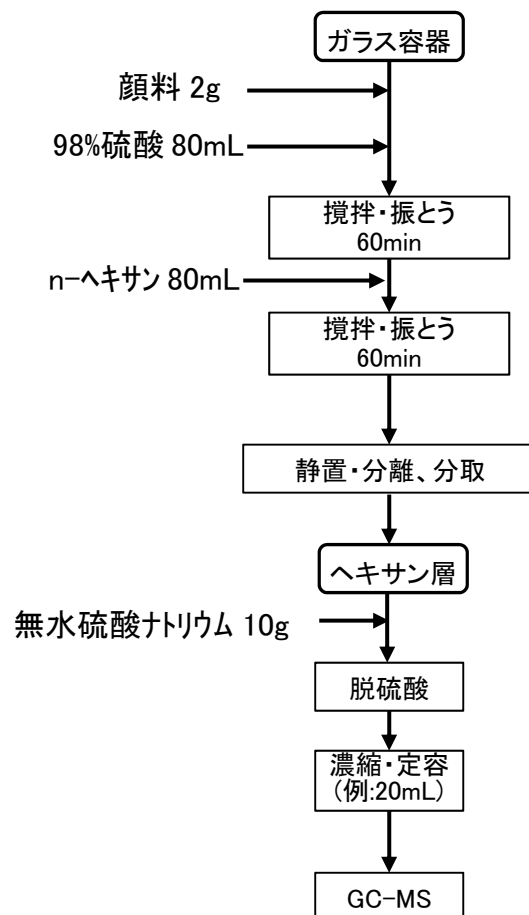 ガラス容器
顔料 2g
98%硫酸 80mL
撹拌・振とう
60min
n-ヘキサン 80mL
撹拌・振とう
60min
静置・分離、分取
ヘキサン層
無水硫酸ナトリウム 10g
脱硫酸
濃縮・定容
(例:20mL)
GC-MS